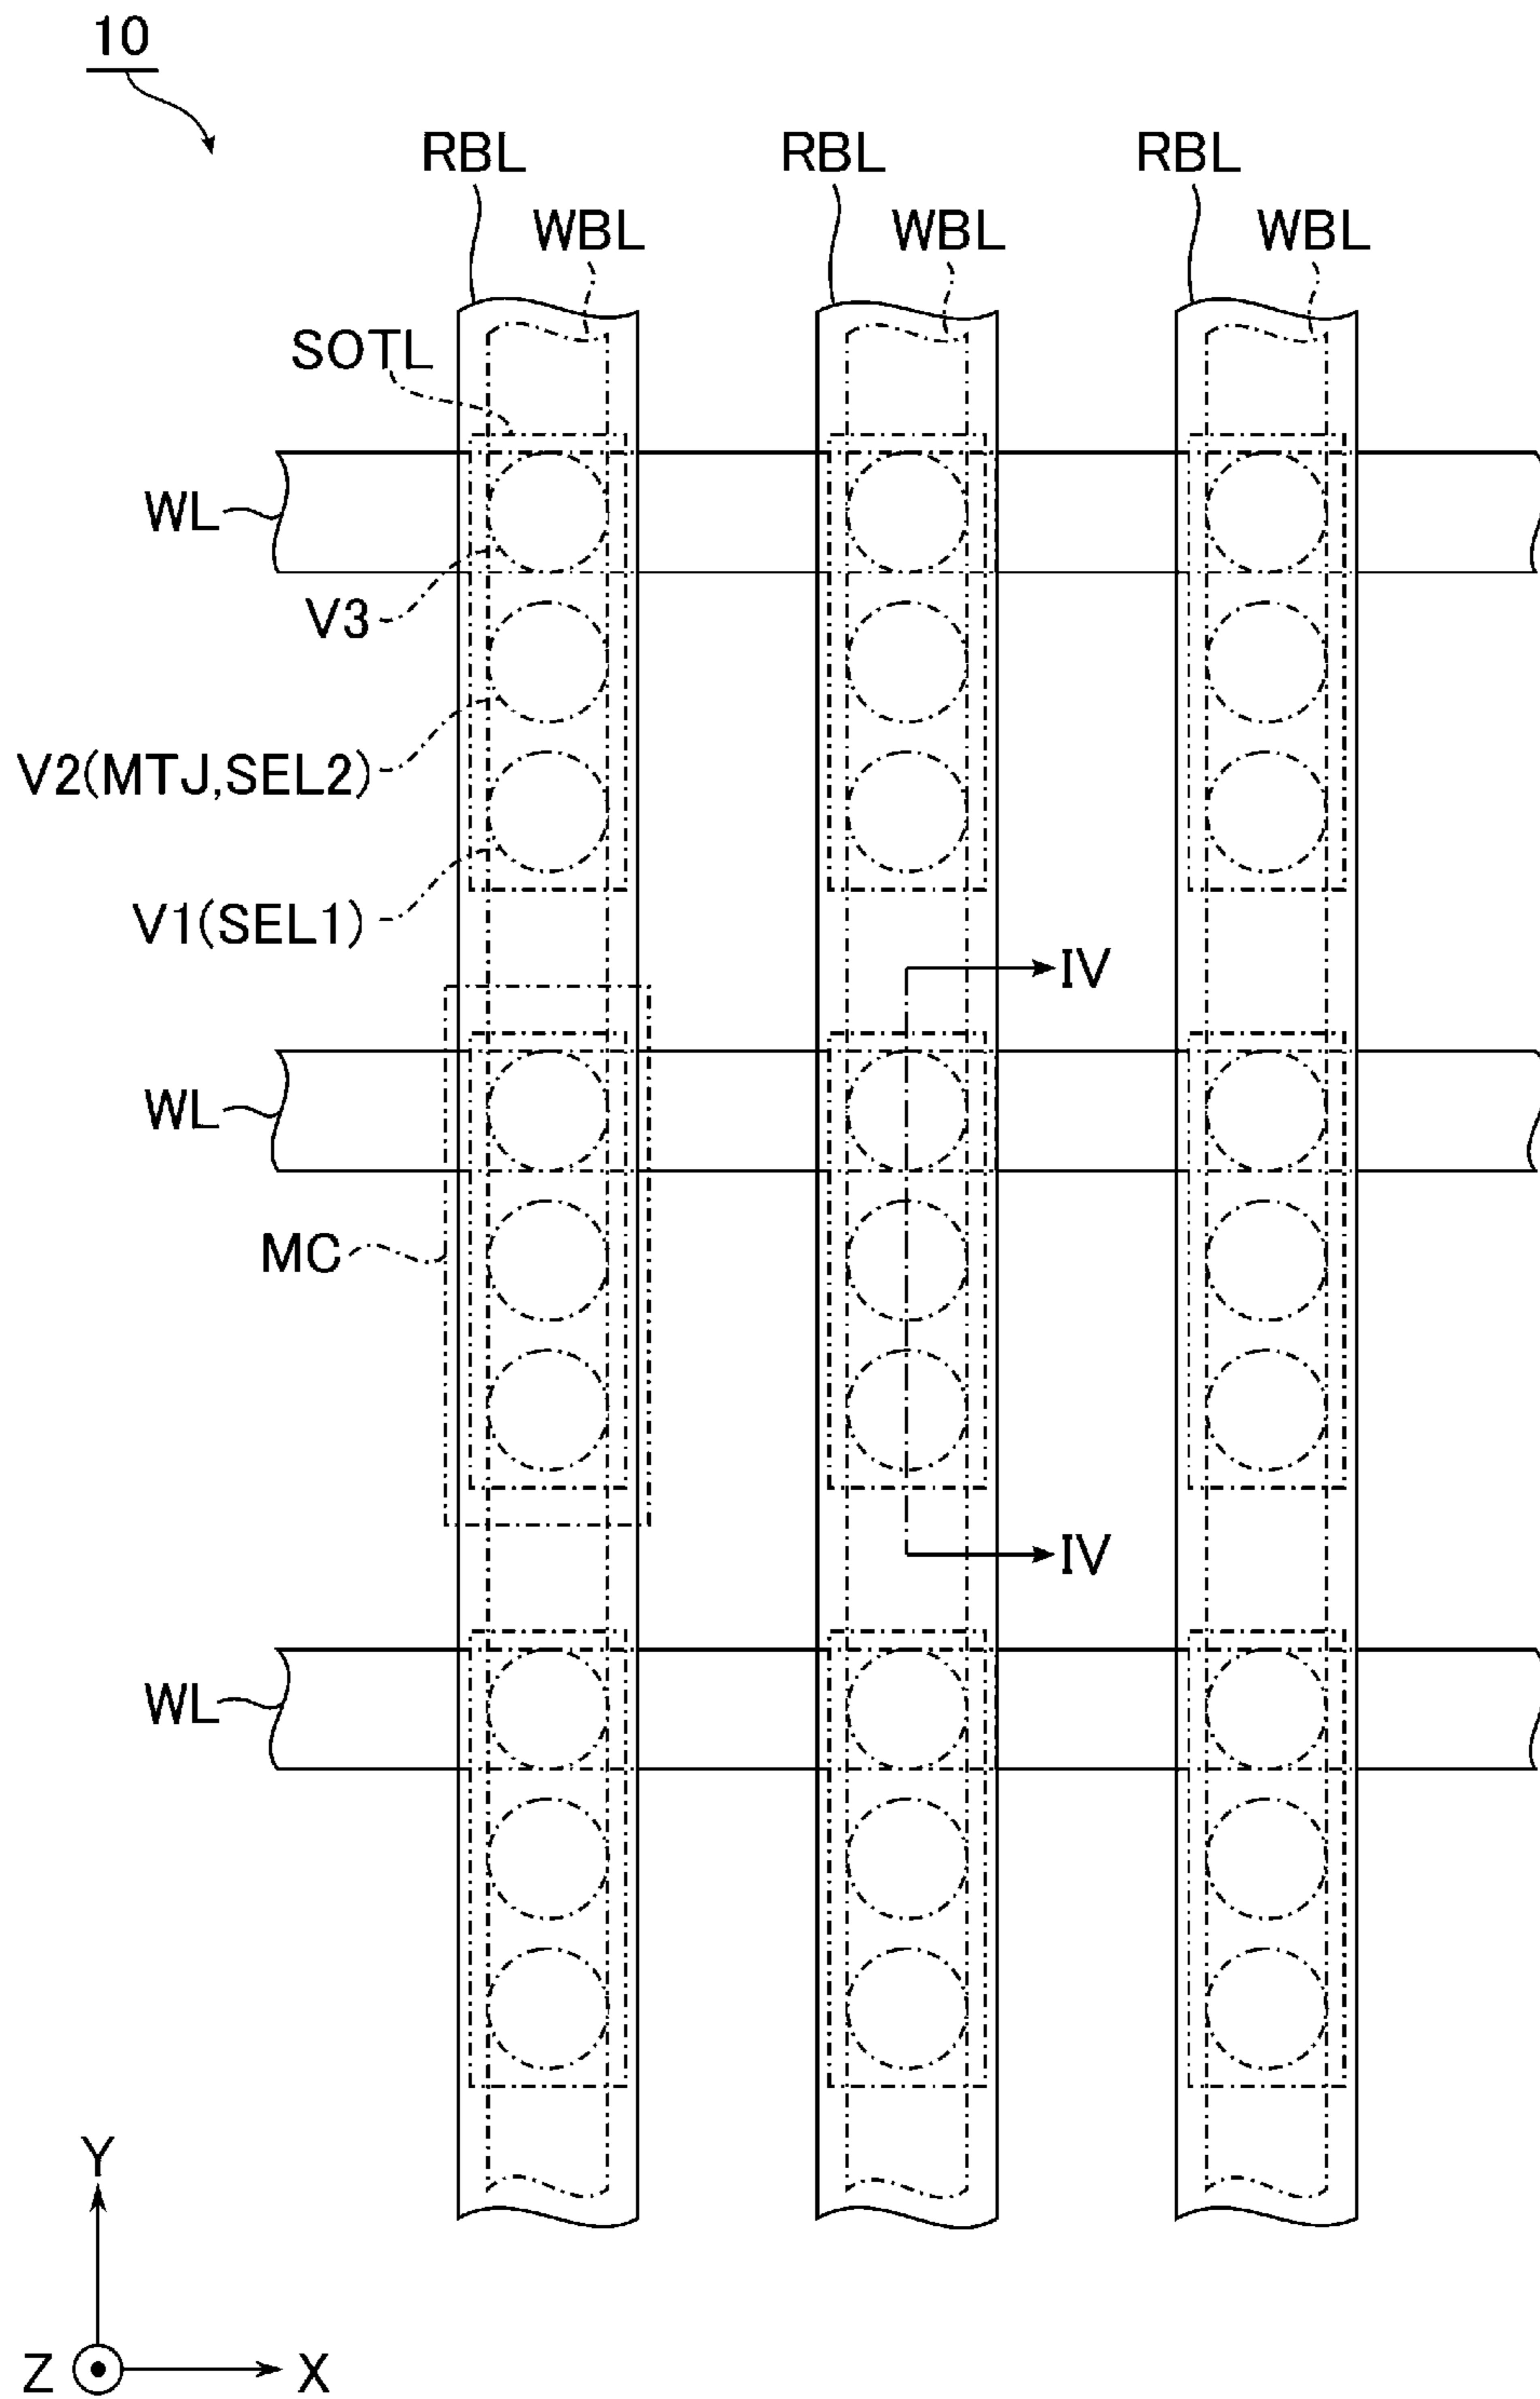 10
RBL
RBL
RBL
WBL
WBL
WBL
SOTL
WL
V3
V2(MTJ,SEL2)
V1(SEL1)
IV
WL
MC
IV
WL
Y
Z
X